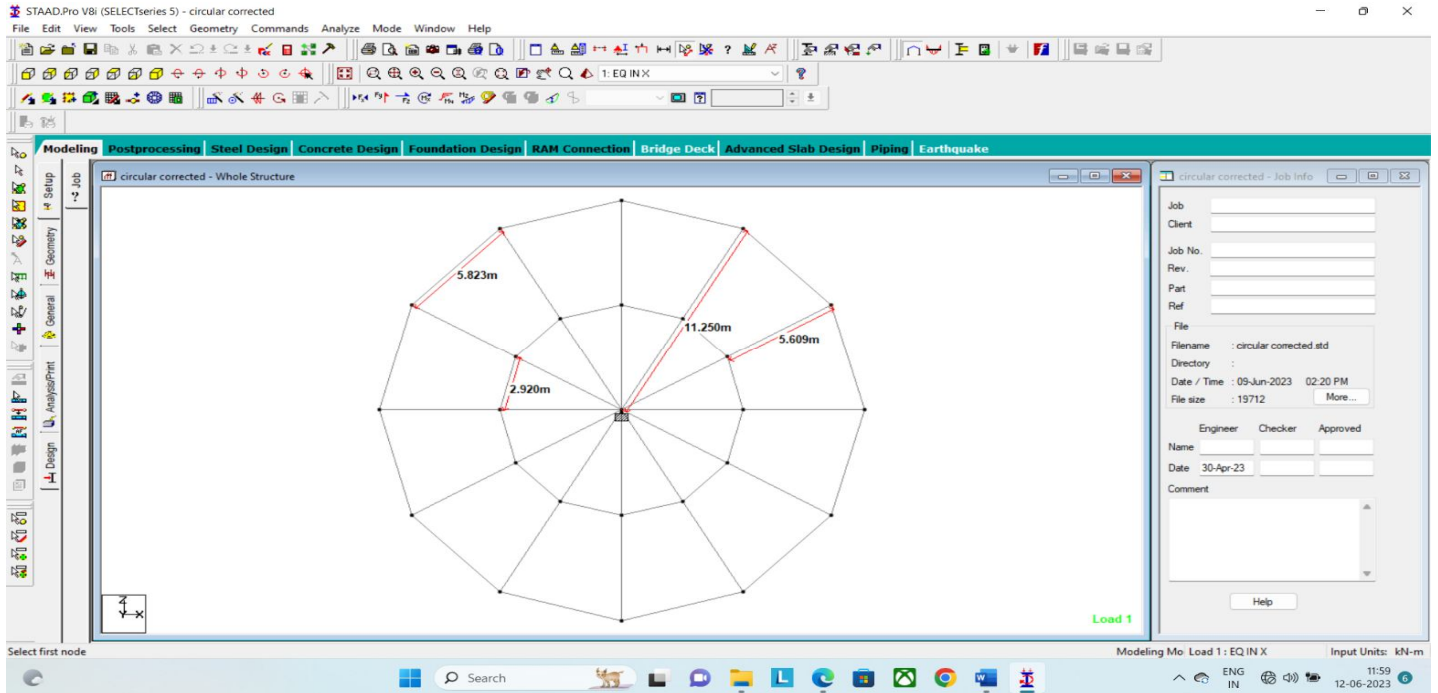 STAAD.Pro V8i (SELECTseries 5) - circular corrected
File Edit View Tools Select Geometry Commands Analyze Mode Window Help
1: EQ IN X
Modeling Postprocessing Steel Design Concrete Design Foundation Design RAM Connection Bridge Deck Advanced Slab Design Piping Earthquake
Setup
Geometry
General
Analysis/Print
Design
Job
circular corrected - Whole Structure
5.823m
11.250m
5.609m
2.920m
Z
Y X
Load 1
circular corrected - Job Info
Job
Client
Job No.
Rev.
Part
Ref
File
Filename : circular corrected.std
Directory :
Date / Time : 09-Jun-2023 02:20 PM
File size : 19712 More...
Engineer Checker Approved
Name
Date 30-Apr-23
Comment
Help
Select first node
Modeling Mo Load 1 : EQ IN X Input Units: kN-m
Search
ENG
IN
11:59
12-06-2023
6